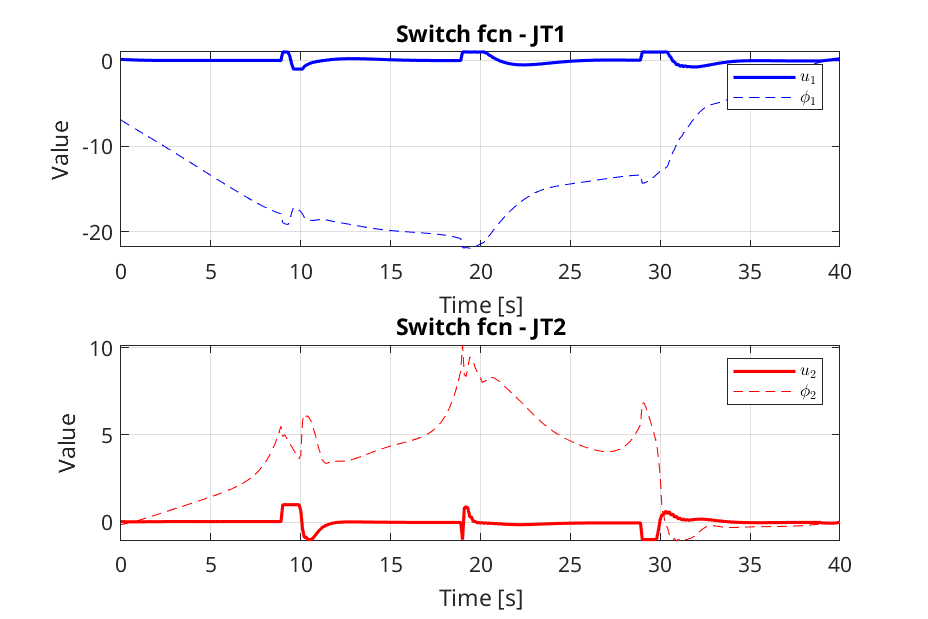 Switch fcn - JT1
Value
0
-10
-20
u1
ϕ1
0 5 10 15 20 25 30 35 40
Time [s]
Switch fcn - JT2
Value
10
5
0
u2
ϕ2
0 5 10 15 20 25 30 35 40
Time [s]